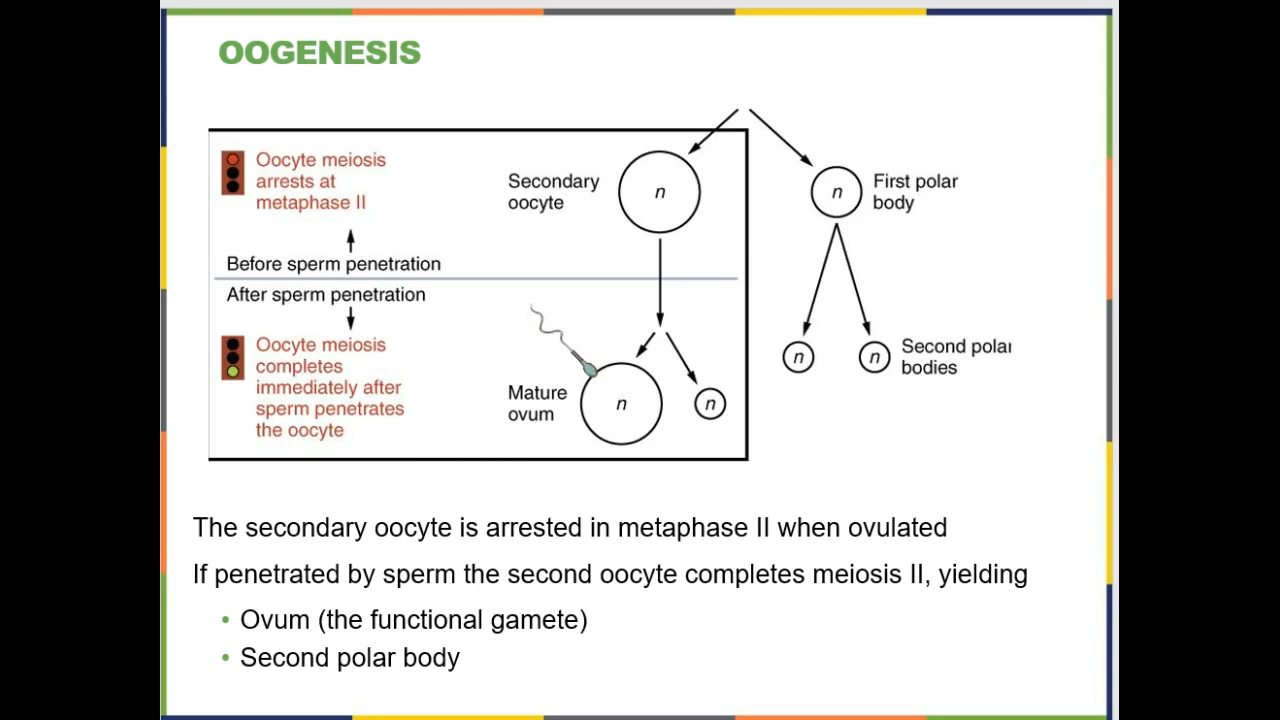 OOGENESIS
Oocyte meiosis
arrests at
metaphase II
Before sperm penetration
After sperm penetration
Oocyte meiosis
completes
immediately after
sperm penetrates
the oocyte
Secondary
oocyte
n
n
First polar
body
Mature
ovum
n
n
n
n
Second polar
bodies
The secondary oocyte is arrested in metaphase II when ovulated
If penetrated by sperm the second oocyte completes meiosis II, yielding
• Ovum (the functional gamete)
• Second polar body